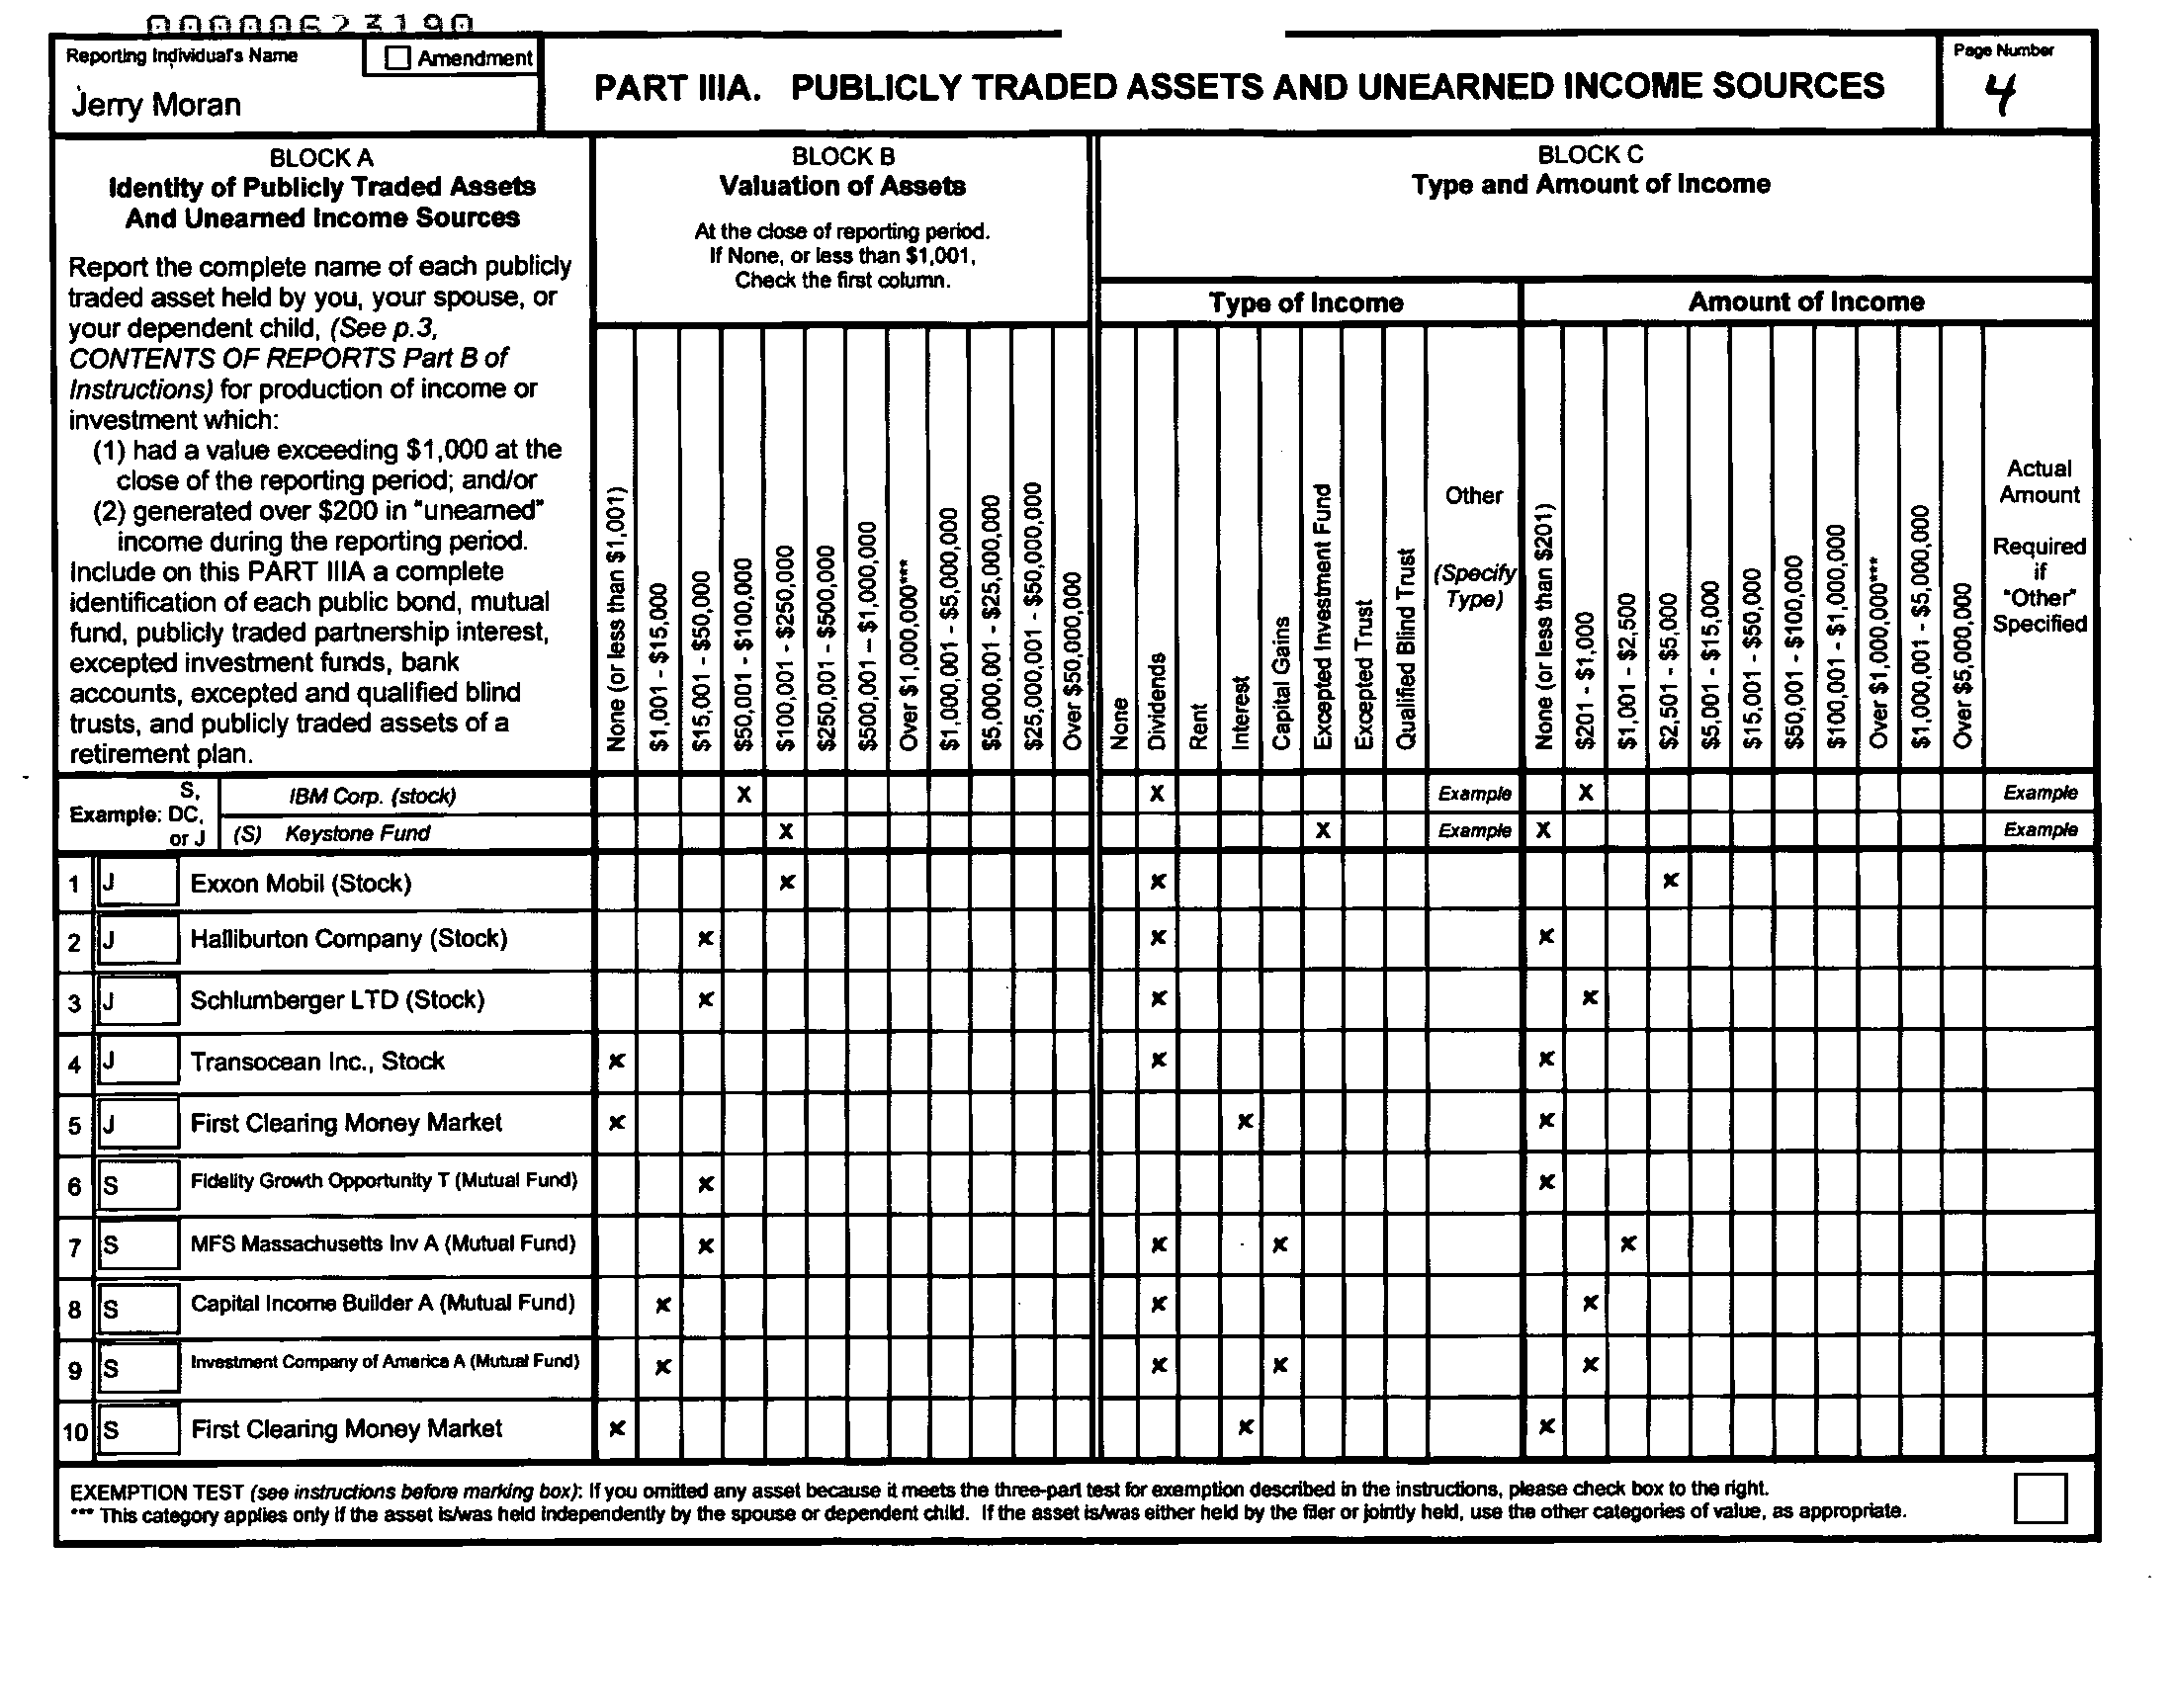 00000623190
Reporting Individual's Name
Amendment
Jerry Moran
PART IIIA. PUBLICLY TRADED ASSETS AND UNEARNED INCOME SOURCES
Page Number
4
BLOCK A
Identity of Publicly Traded Assets
And Unearned Income Sources
Report the complete name of each publicly
traded asset held by you, your spouse, or
your dependent child, (See p.3,
CONTENTS OF REPORTS Part B of
Instructions) for production of income or
investment which:
(1) had a value exceeding $1,000 at the
close of the reporting period; and/or
(2) generated over $200 in "unearned"
income during the reporting period.
Include on this PART IIIA a complete
identification of each public bond, mutual
fund, publicly traded partnership interest,
excepted investment funds, bank
accounts, excepted and qualified blind
trusts, and publicly traded assets of a
retirement plan.
BLOCK B
Valuation of Assets
At the close of reporting period.
If None, or less than $1,001,
Check the first column.
None (or less than $1,001)
$1,001 - $15,000
$15,001 - $50,000
$50,001 - $100,000
$100,001 - $250,000
$250,001 - $500,000
$500,001 – $1,000,000
Over $1,000,000***
$1,000,001 - $5,000,000
$5,000,001 - $25,000,000
$25,000,001 - $50,000,000
Over $50,000,000
BLOCK C
Type and Amount of Income
Type of Income
None
Dividends
Rent
Interest
Capital Gains
Excepted Investment Fund
Excepted Trust
Qualified Blind Trust
Other
(Specify
Type)
Amount of Income
None (or less than $201)
$201 - $1,000
$1,001 - $2,500
$2,501 - $5,000
$5,001 - $15,000
$15,001 - $50,000
$50,001 - $100,000
$100,001 - $1,000,000
Over $1,000,000***
$1,000,001 - $5,000,000
Over $5,000,000
Actual
Amount
Required
if
"Other"
Specified
Example: S, DC, or J
IBM Corp. (stock) X X Example X Example
(S) Keystone Fund X X Example X Example
1 J Exxon Mobil (Stock) x x x
2 J Halliburton Company (Stock) x x x
3 J Schlumberger LTD (Stock) x x x
4 J Transocean Inc., Stock x x x
5 J First Clearing Money Market x x x
6 S Fidelity Growth Opportunity T (Mutual Fund) x x
7 S MFS Massachusetts Inv A (Mutual Fund) x x x x
8 S Capital Income Builder A (Mutual Fund) x x x
9 S Investment Company of America A (Mutual Fund) x x x x
10 S First Clearing Money Market x x x
EXEMPTION TEST (see instructions before marking box): If you omitted any asset because it meets the three-part test for exemption described in the instructions, please check box to the right.
*** This category applies only if the asset is/was held independently by the spouse or dependent child. If the asset is/was either held by the filer or jointly held, use the other categories of value, as appropriate.